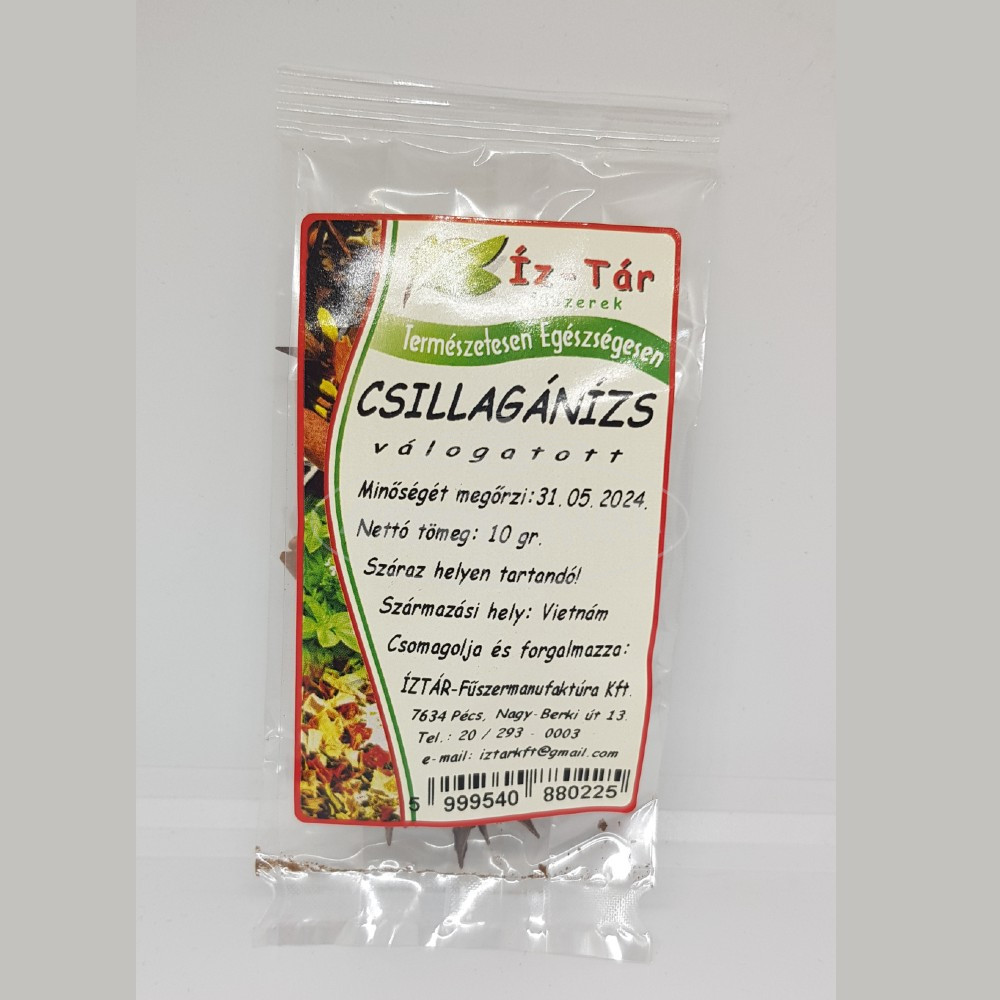 Íz-Tár
Fűszerek
Természetesen Egészségesen
CSILLAGÁNÍZS
válogatott
Minőségét megőrzi:31.05.2024.
Nettó tömeg: 10 gr.
Száraz helyen tartandó!
Származási hely: Vietnám
Csomagolja és forgalmazza:
ÍZTÁR-Fűszermanufaktúra Kft.
7634 Pécs, Nagy-Berki út 13.
Tel.: 20 / 293 - 0003
e-mail: iztarkft@gmail.com
5 999540 880225